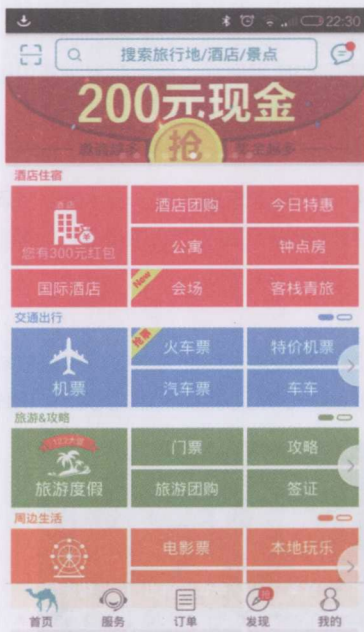 22:30
搜索旅行地/酒店/景点
200元现金
抢
酒店住宿
酒店
您有300元红包
酒店团购
今日特惠
公寓
钟点房
国际酒店
New
会场
客栈青旅
交通出行
机票
火车票
特价机票
汽车票
车车
旅游&攻略
旅游度假
门票
攻略
旅游团购
签证
周边生活
电影票
本地玩乐
首页
服务
订单
发现
我的